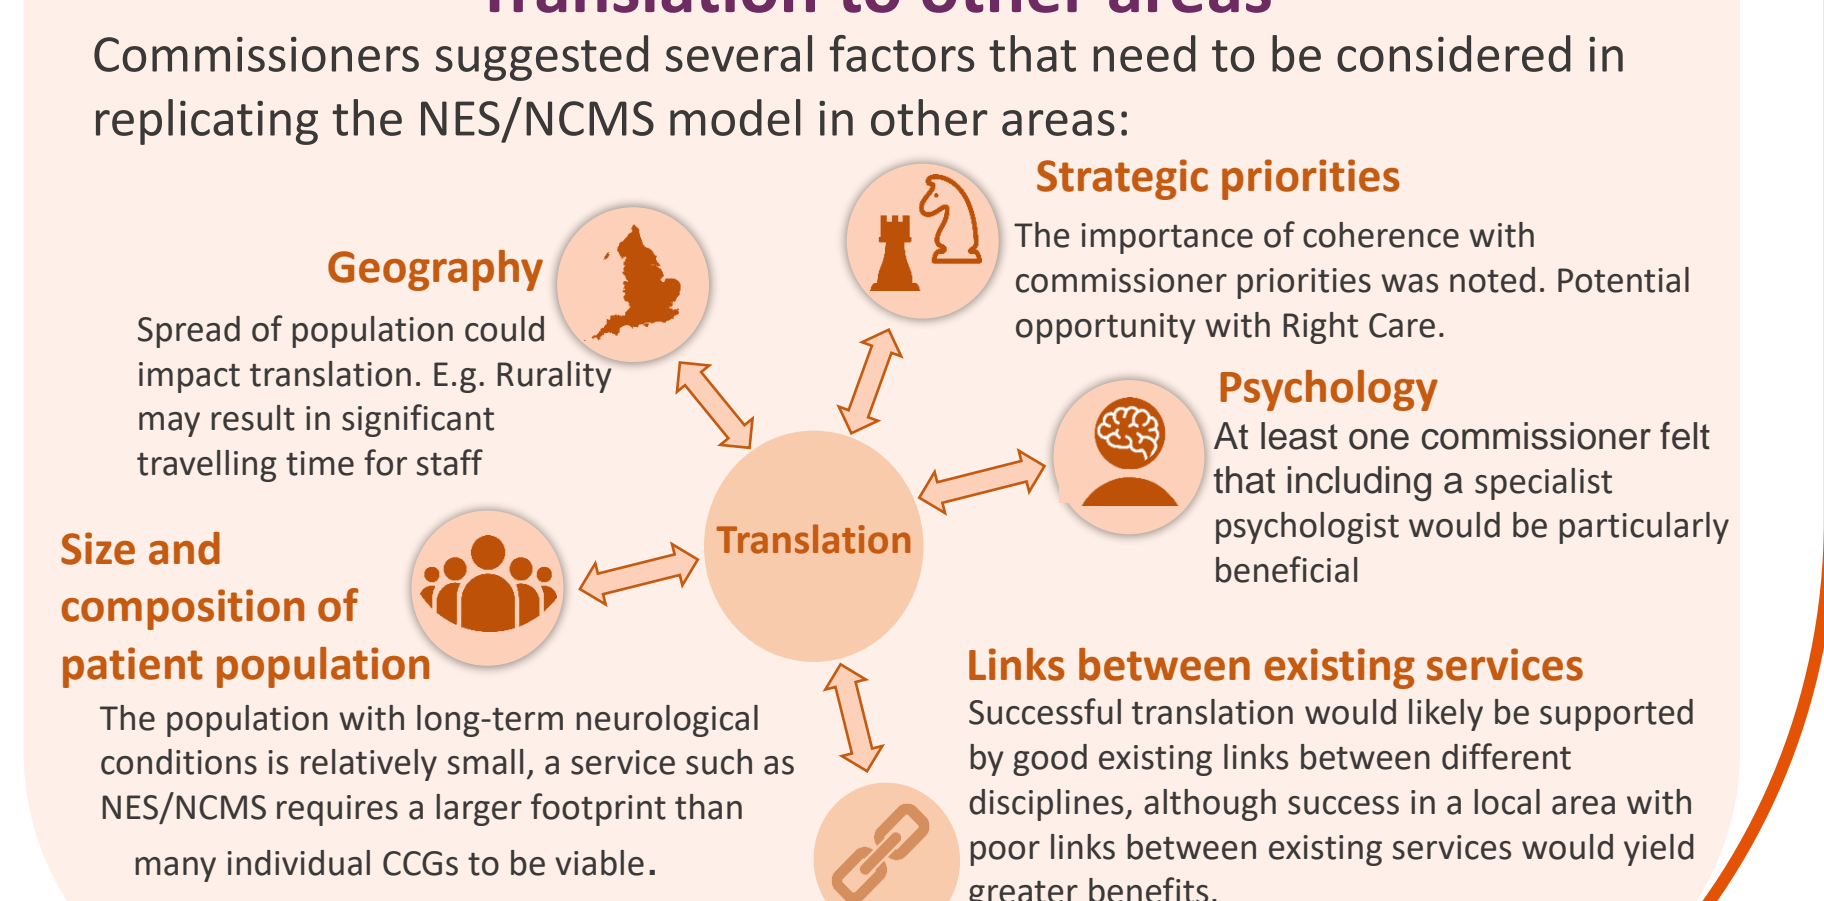 Translation to other areas
Commissioners suggested several factors that need to be considered in
replicating the NES/NCMS model in other areas:
Geography
Spread of population could
impact translation. E.g. Rurality
may result in significant
travelling time for staff
Strategic priorities
The importance of coherence with
commissioner priorities was noted. Potential
opportunity with Right Care.
Psychology
At least one commissioner felt
that including a specialist
psychologist would be particularly
beneficial
Translation
Size and
composition of
patient population
The population with long-term neurological
conditions is relatively small, a service such as
NES/NCMS requires a larger footprint than
many individual CCGs to be viable.
Links between existing services
Successful translation would likely be supported
by good existing links between different
disciplines, although success in a local area with
poor links between existing services would yield
greater benefits.